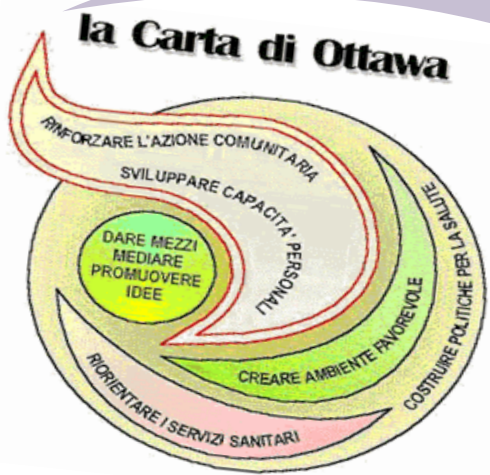 la Carta di Ottawa
RINFORZARE L'AZIONE COMUNITARIA
SVILUPPARE CAPACITA' PERSONALI
DARE MEZZI
MEDIARE
PROMUOVERE
IDEE
CREARE AMBIENTE FAVOREVOLE
COSTRUIRE POLITICHE PER LA SALUTE
RIORIENTARE I SERVIZI SANITARI